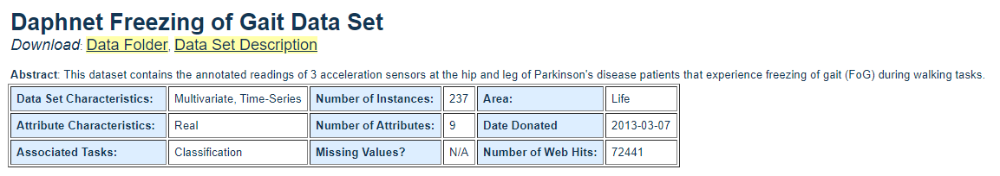 Daphnet Freezing of Gait Data Set
Download: Data Folder, Data Set Description
Abstract: This dataset contains the annotated readings of 3 acceleration sensors at the hip and leg of Parkinson's disease patients that experience freezing of gait (FoG) during walking tasks.
Data Set Characteristics: Multivariate, Time-Series Number of Instances: 237 Area: Life
Attribute Characteristics: Real Number of Attributes: 9 Date Donated 2013-03-07
Associated Tasks: Classification Missing Values? N/A Number of Web Hits: 72441